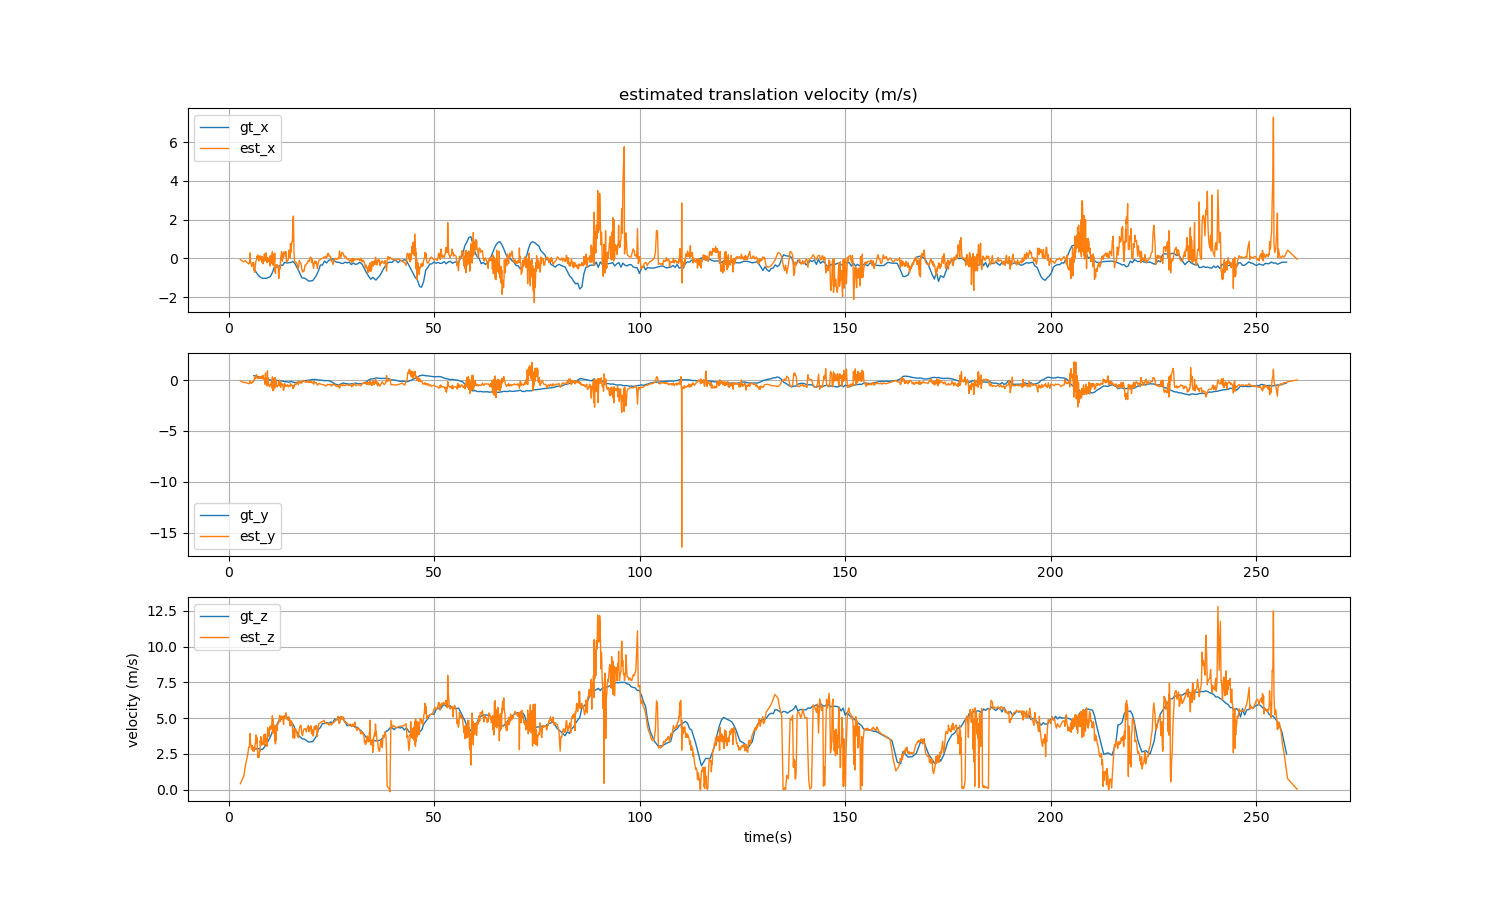 estimated translation velocity (m/s)
gt_x
est_x
6
4
2
0
−2
0 50 100 150 200 250
gt_y
est_y
0
−5
−10
−15
0 50 100 150 200 250
gt_z
est_z
12.5
10.0
7.5
5.0
2.5
0.0
velocity (m/s)
0 50 100 150 200 250
time(s)